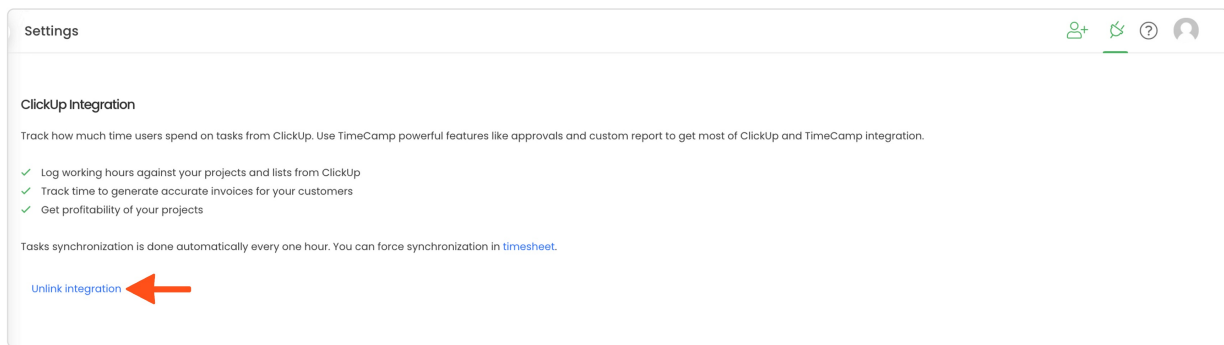 Settings
ClickUp Integration
Track how much time users spend on tasks from ClickUp. Use TimeCamp powerful features like approvals and custom report to get most of ClickUp and TimeCamp integration.
Log working hours against your projects and lists from ClickUp
Track time to generate accurate invoices for your customers
Get profitability of your projects
Tasks synchronization is done automatically every one hour. You can force synchronization in timesheet.
Unlink integration